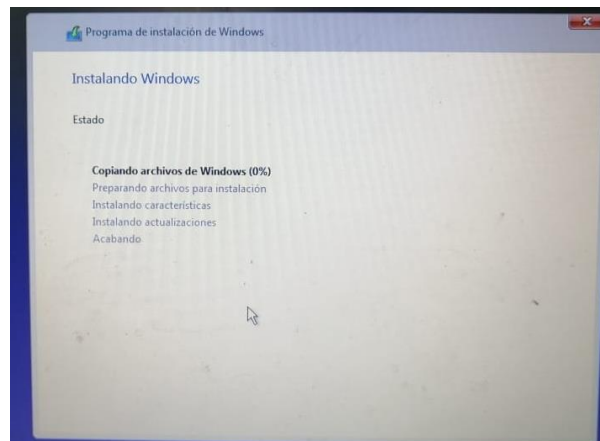 Programa de instalación de Windows
Instalando Windows
Estado
Copiando archivos de Windows (0%)
Preparando archivos para instalación
Instalando características
Instalando actualizaciones
Acabando